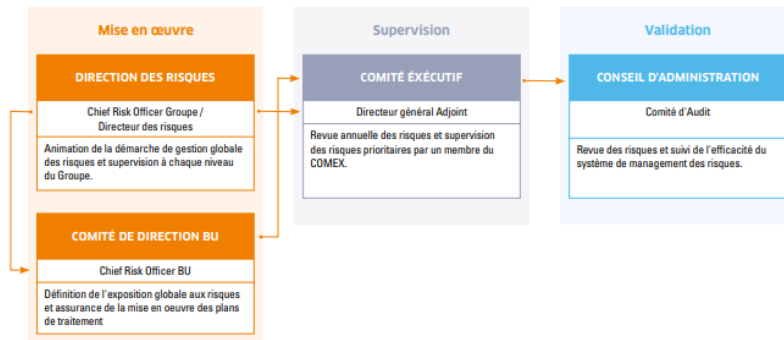 Mise en œuvre
DIRECTION DES RISQUES
Chief Risk Officer Groupe /
Directeur des risques
Animation de la démarche de gestion globale
des risques et supervision à chaque niveau
du Groupe.
COMITÉ DE DIRECTION BU
Chief Risk Officer BU
Définition de l'exposition globale aux risques
et assurance de la mise en oeuvre des plans
de traitement
Supervision
COMITÉ ÉXÉCUTIF
Directeur général Adjoint
Revue annuelle des risques et supervision
des risques prioritaires par un membre du
COMEX.
Validation
CONSEIL D'ADMINISTRATION
Comité d'Audit
Revue des risques et suivi de l'efficacité du
système de management des risques.